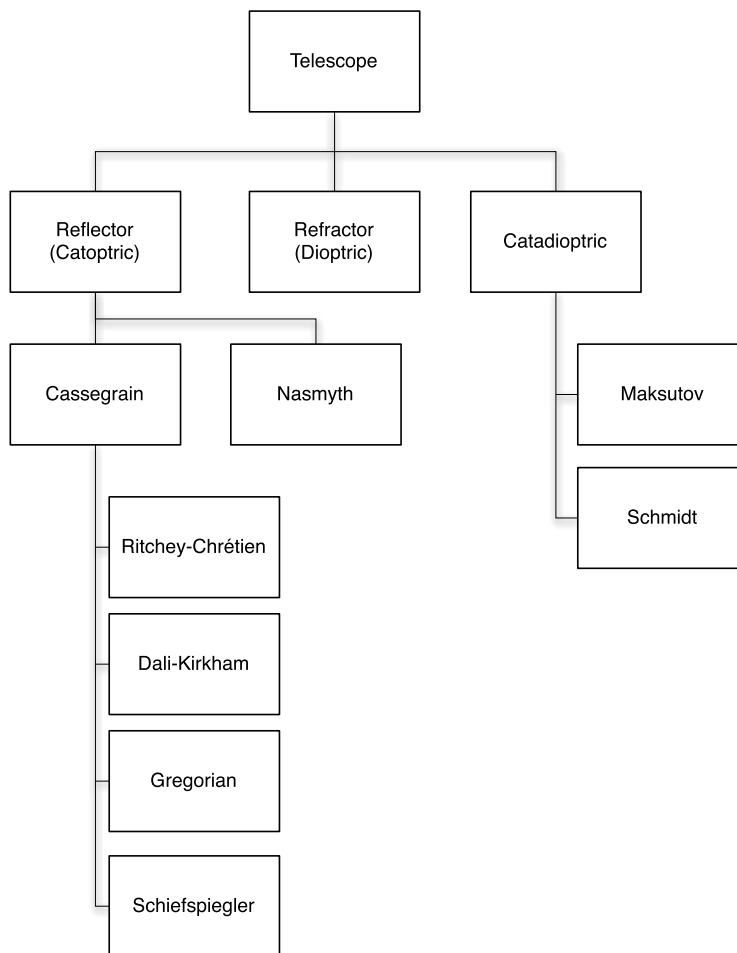 Telescope
Reflector
(Catoptric)
Refractor
(Dioptric)
Catadioptric
Cassegrain
Nasmyth
Maksutov
Schmidt
Ritchey-Chrétien
Dali-Kirkham
Gregorian
Schiefspiegler